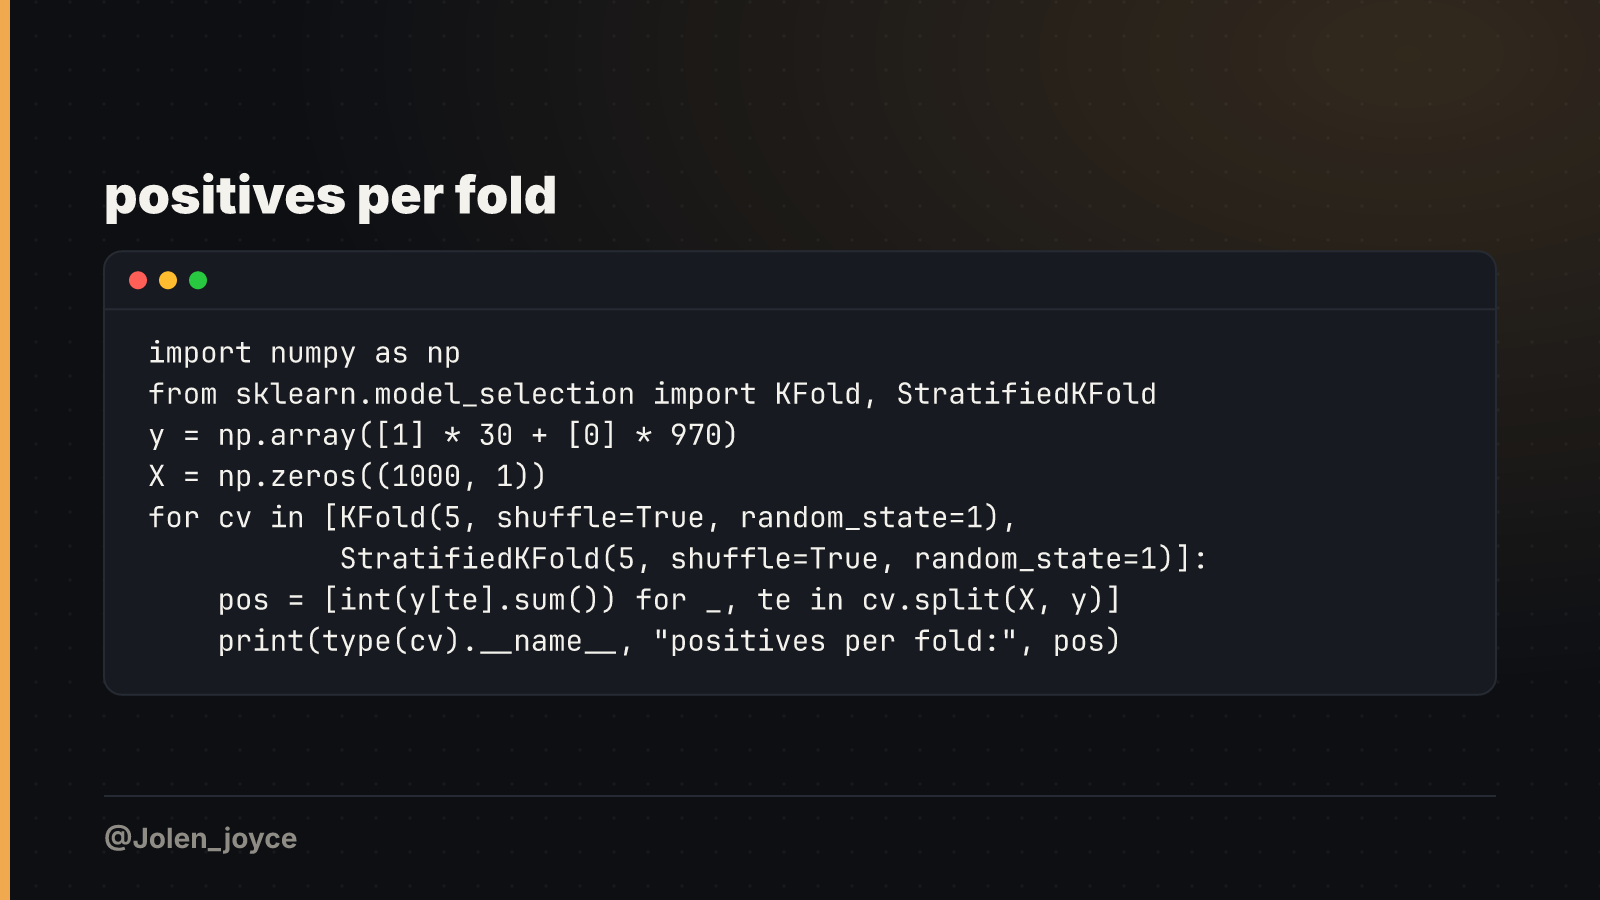 positives per fold
import numpy as np
from sklearn.model_selection import KFold, StratifiedKFold
y = np.array([1] * 30 + [0] * 970)
X = np.zeros((1000, 1))
for cv in [KFold(5, shuffle=True, random_state=1),
           StratifiedKFold(5, shuffle=True, random_state=1)]:
    pos = [int(y[te].sum()) for _, te in cv.split(X, y)]
    print(type(cv).__name__, "positives per fold:", pos)
@Jolen_joyce